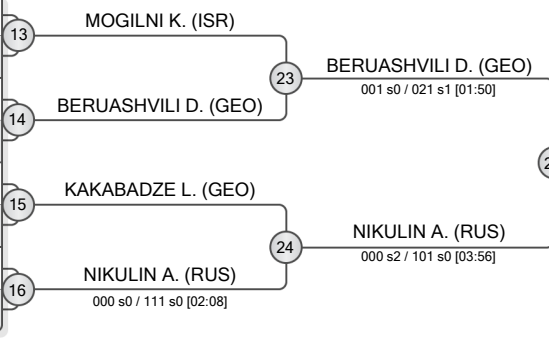 MOGILNI K. (ISR)
13
BERUASHVILI D. (GEO)
23
001 s0 / 021 s1 [01:50]
BERUASHVILI D. (GEO)
14
KAKABADZE L. (GEO)
15
NIKULIN A. (RUS)
24
000 s2 / 101 s0 [03:56]
NIKULIN A. (RUS)
16
000 s0 / 111 s0 [02:08]